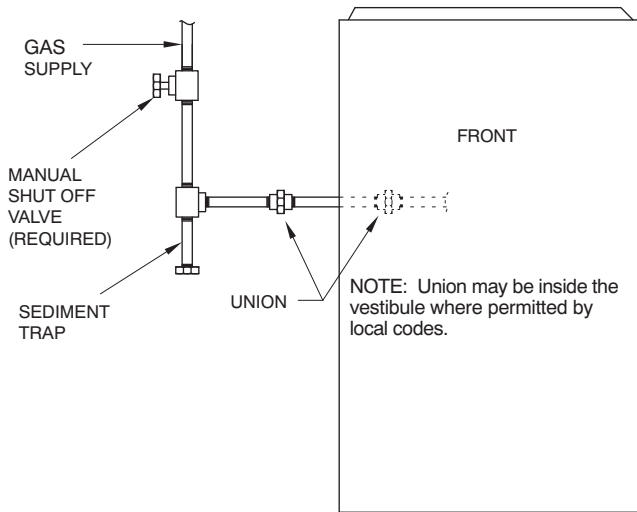 GAS
SUPPLY
FRONT
MANUAL
SHUT OFF
VALVE
(REQUIRED)
UNION
NOTE:  Union may be inside the
vestibule where permitted by
local codes.
SEDIMENT
TRAP